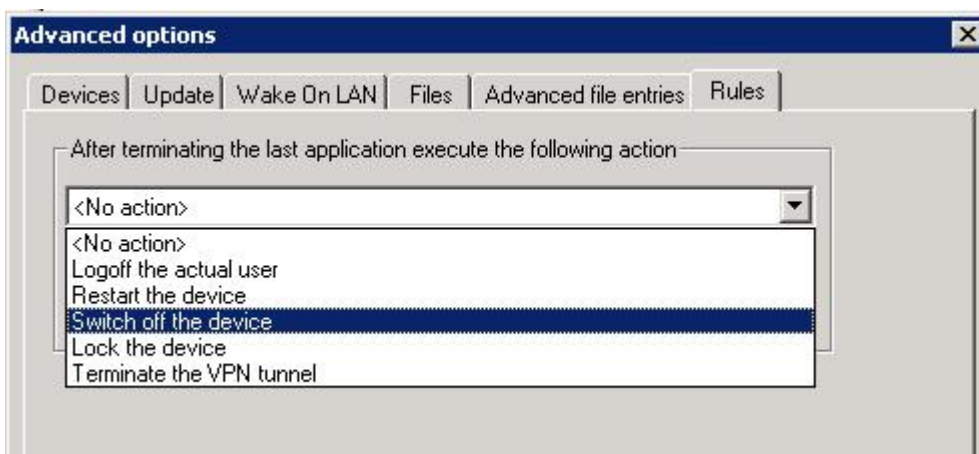 Advanced options
Devices Update Wake On LAN Files Advanced file entries Rules
After terminating the last application execute the following action
<No action>
<No action>
Logoff the actual user
Restart the device
Switch off the device
Lock the device
Terminate the VPN tunnel